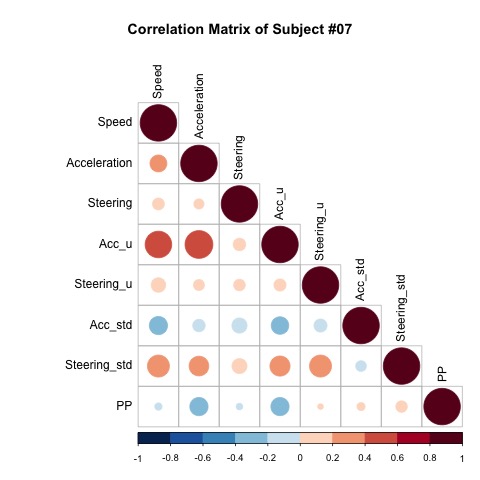 Correlation Matrix of Subject #07
Speed
Acceleration
Steering
Acc_u
Steering_u
Acc_std
Steering_std
PP
Speed
Acceleration
Steering
Acc_u
Steering_u
Acc_std
Steering_std
PP
-1 -0.8 -0.6 -0.4 -0.2 0 0.2 0.4 0.6 0.8 1